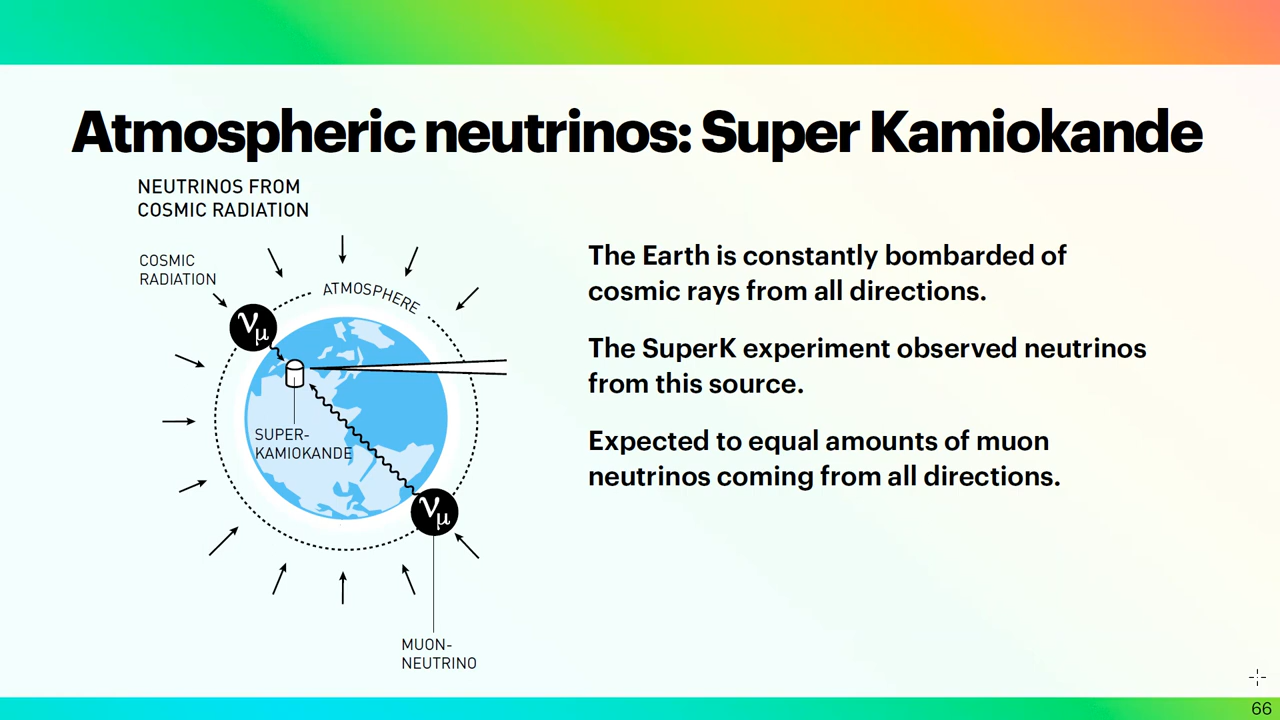 Atmospheric neutrinos: Super Kamiokande
NEUTRINOS FROM
COSMIC RADIATION
COSMIC
RADIATION
ATMOSPHERE
νμ
SUPER-
KAMIOKANDE
νμ
MUON-
NEUTRINO
The Earth is constantly bombarded of
cosmic rays from all directions.
The SuperK experiment observed neutrinos
from this source.
Expected to equal amounts of muon
neutrinos coming from all directions.
66